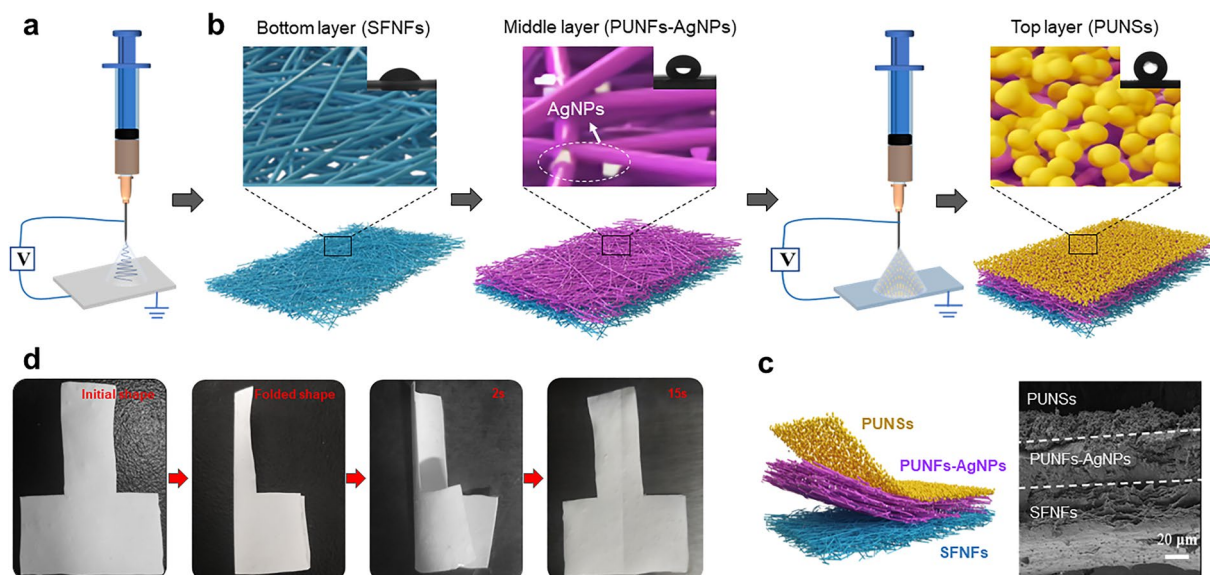 a
b
Bottom layer (SFNFs)
Middle layer (PUNFs-AgNPs)
Top layer (PUNSs)
AgNPs
V
V
d
Initial shape
Folded shape
2s
15s
c
PUNSs
PUNFs-AgNPs
SFNFs
PUNSs
PUNFs-AgNPs
SFNFs
20 μm